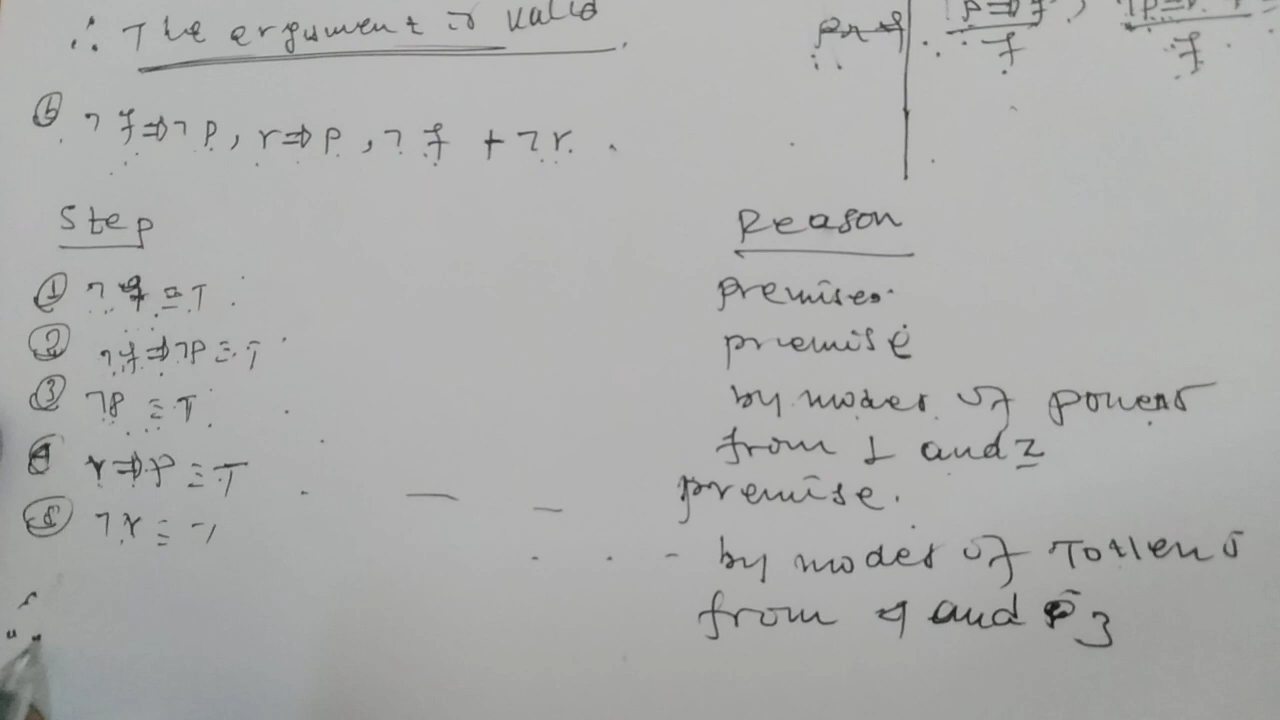 ∴ The argument is valid
ⓑ ¬q⇒¬p, r⇒p, ¬q ⊢ ¬r.
Step Reason
① ¬q ≡ T premises.
② ¬q⇒¬p ≡ T premise
③ ¬p ≡ T by modes of ponens
from 1 and 2
④ r⇒p ≡ T premise.
⑤ ¬r ≡ T by modes of Tollens
from 4 and 3